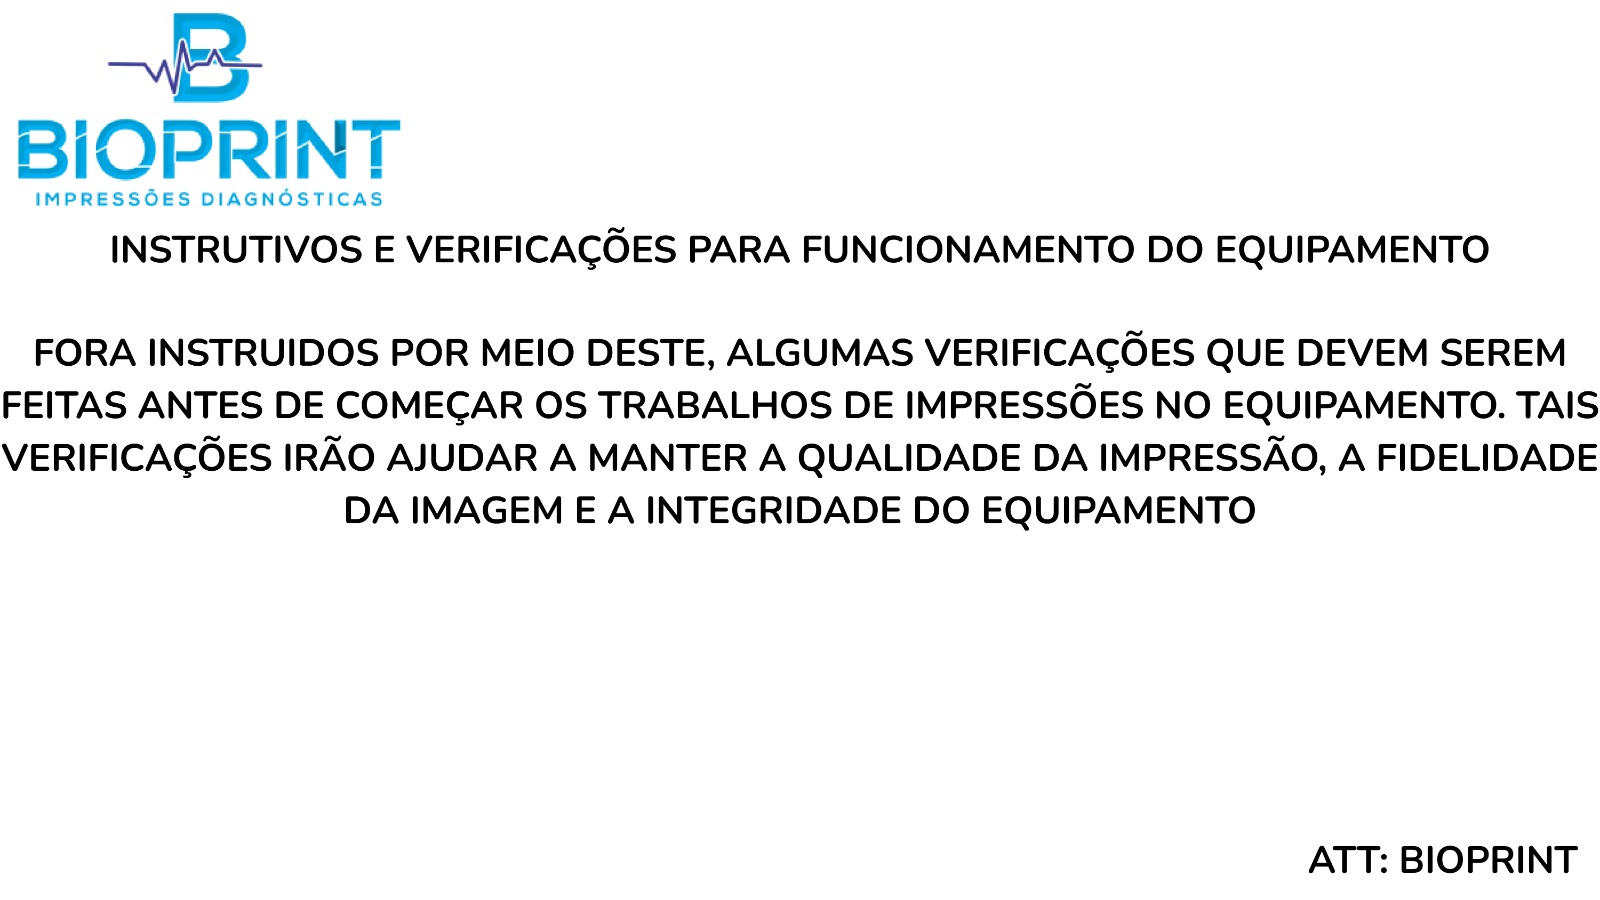 B
BIOPRINT
IMPRESSÕES DIAGNÓSTICAS
INSTRUTIVOS E VERIFICAÇÕES PARA FUNCIONAMENTO DO EQUIPAMENTO
FORA INSTRUIDOS POR MEIO DESTE, ALGUMAS VERIFICAÇÕES QUE DEVEM SEREM
FEITAS ANTES DE COMEÇAR OS TRABALHOS DE IMPRESSÕES NO EQUIPAMENTO. TAIS
VERIFICAÇÕES IRÃO AJUDAR A MANTER A QUALIDADE DA IMPRESSÃO, A FIDELIDADE
DA IMAGEM E A INTEGRIDADE DO EQUIPAMENTO
ATT: BIOPRINT